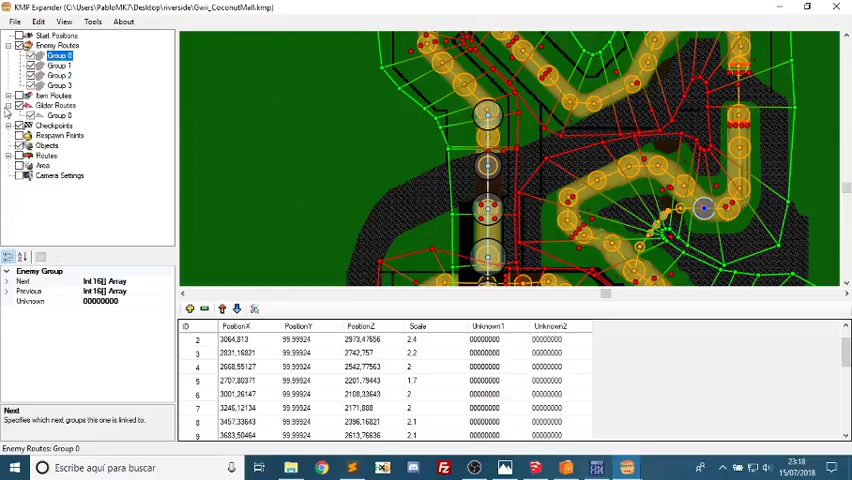 KMP Expander (C:\Users\PabloMK7\Desktop\riverside\Gwii_CoconutMall.kmp)
File Edit View Tools About
Start Positions
Enemy Routes
Group 0
Group 1
Group 2
Group 3
Item Routes
Glider Routes
Group 0
Checkpoints
Respawn Points
Objects
Routes
Area
Camera Settings
Enemy Group
Next Int16[] Array
Previous Int16[] Array
Unknown 00000000
Next
Specifies which next groups this one is linked to.
ID PositionX PositionY PositionZ Scale Unknown1 Unknown2
2 3064,813 99.99924 2973,47656 2.4 00000000 00000000
3 2831,16821 99.99924 2742,757 2.2 00000000 00000000
4 2668,55127 99.99924 2542,77563 2 00000000 00000000
5 2707,80371 99.99924 2201,79443 1.7 00000000 00000000
6 3001,26147 99.99924 2108,33643 2 00000000 00000000
7 3246,12134 99.99924 2171,888 2 00000000 00000000
8 3457,33643 99.99924 2396,16821 2.1 00000000 00000000
9 3683,50464 99.99924 2613,76636 2.1 00000000 00000000
Enemy Routes: Group 0
Escribe aquí para buscar
23:18
15/07/2018